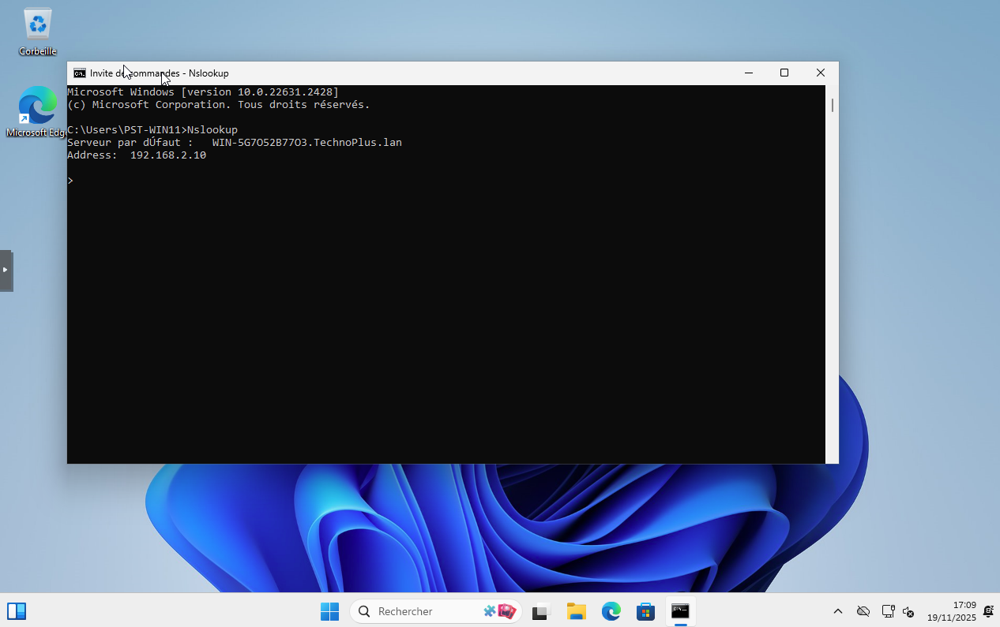 Corbeille
Microsoft Edg
Invite de commandes - Nslookup
Microsoft Windows [version 10.0.22631.2428]
(c) Microsoft Corporation. Tous droits réservés.
C:\Users\PST-WIN11>Nslookup
Serveur par dÚfaut :   WIN-5G7O52B77O3.TechnoPlus.lan
Address:  192.168.2.10
>
Rechercher
17:09
19/11/2025